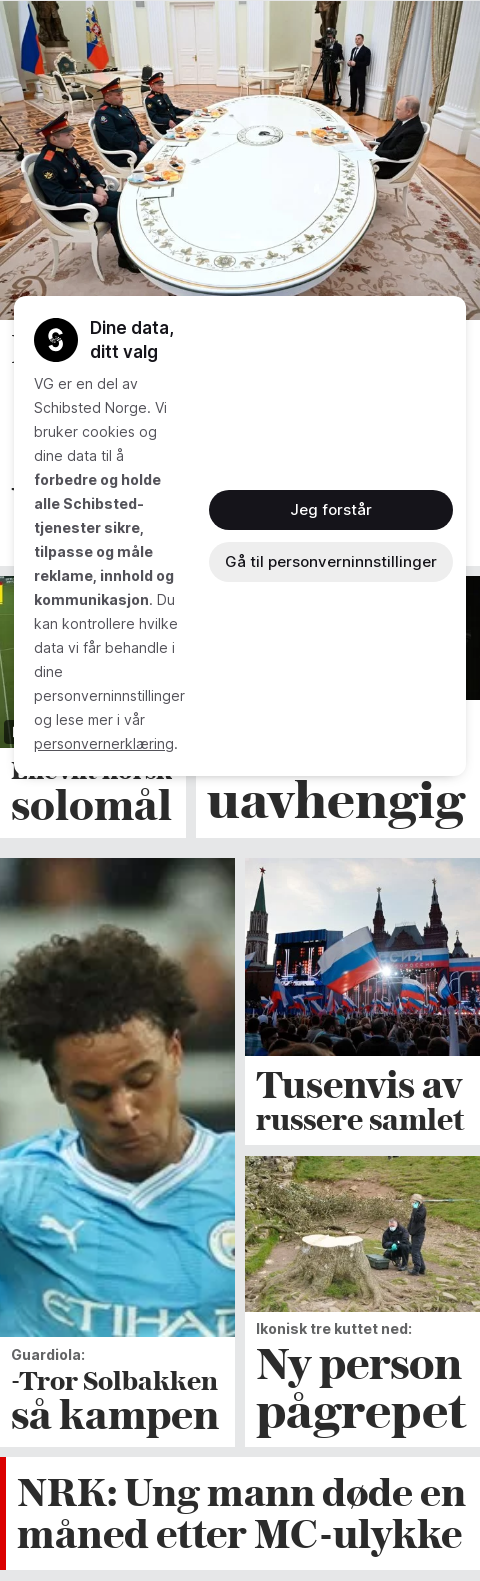 Dine data,
ditt valg
VG er en del av
Schibsted Norge. Vi
bruker cookies og
dine data til å
forbedre og holde
alle Schibsted-
tjenester sikre,
tilpasse og måle
reklame, innhold og
kommunikasjon. Du
kan kontrollere hvilke
data vi får behandle i
dine
personverninnstillinger
og lese mer i vår
personvernerklæring.
Jeg forstår
Gå til personverninnstillinger
norsk
solomål
uavhengig
Tusenvis av
russere samlet
ETIHAD
Guardiola:
-Tror Solbakken
så kampen
Ikonisk tre kuttet ned:
Ny person
pågrepet
NRK: Ung mann døde en
måned etter MC-ulykke